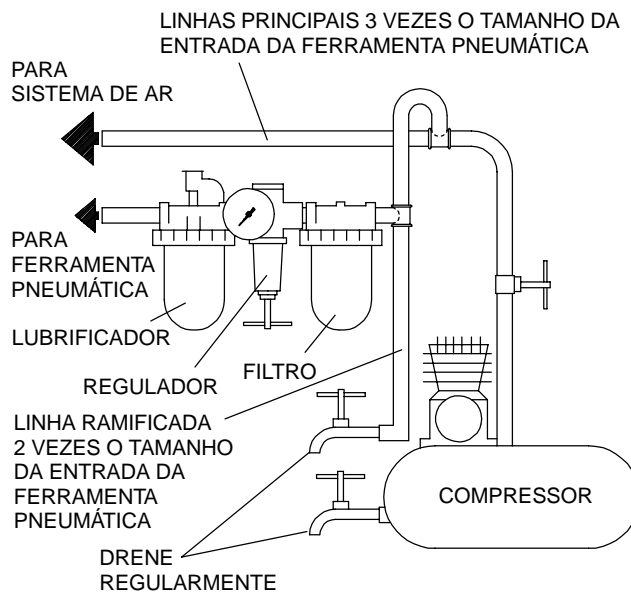 LINHAS PRINCIPAIS 3 VEZES O TAMANHO DA
ENTRADA DA FERRAMENTA PNEUMÁTICA
PARA
SISTEMA DE AR
PARA
FERRAMENTA
PNEUMÁTICA
LUBRIFICADOR
REGULADOR
FILTRO
LINHA RAMIFICADA
2 VEZES O TAMANHO
DA ENTRADA DA
FERRAMENTA
PNEUMÁTICA
COMPRESSOR
DRENE
REGULARMENTE